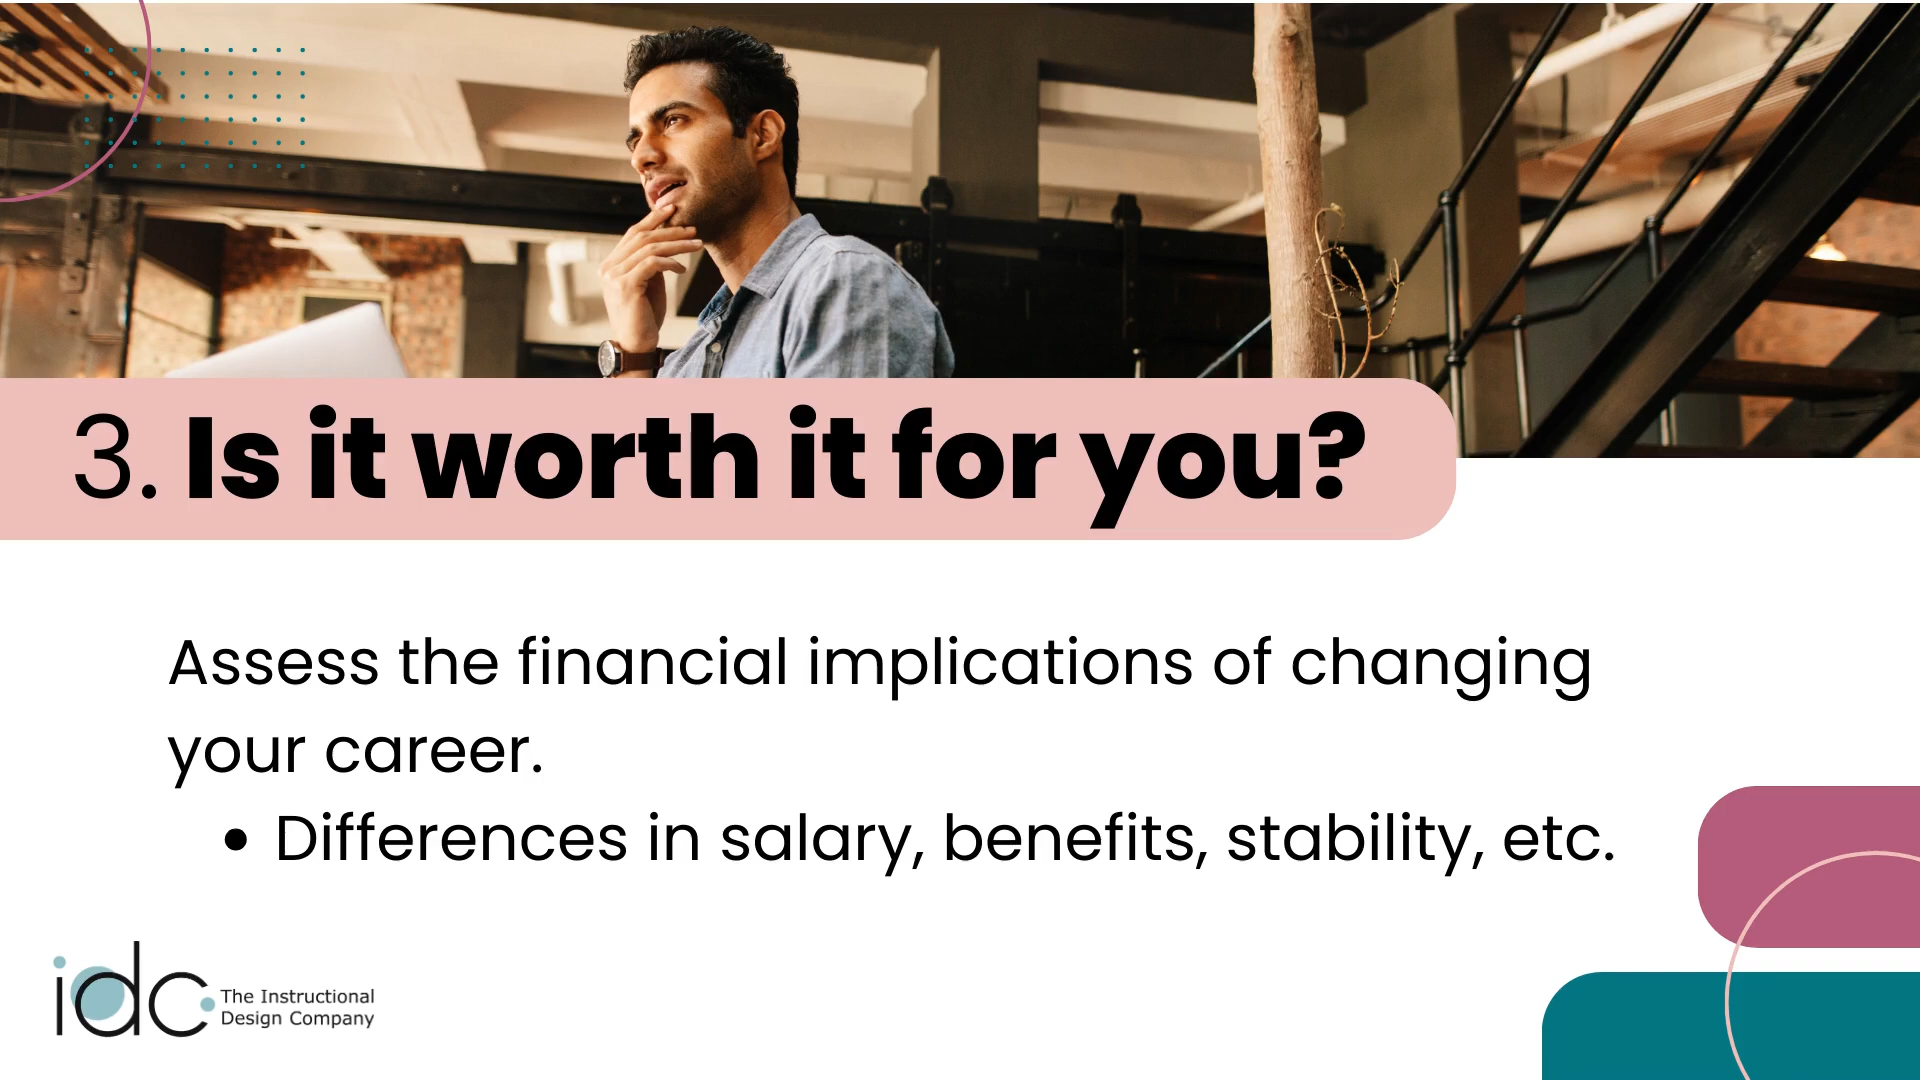 3. Is it worth it for you?
Assess the financial implications of changing
your career.
• Differences in salary, benefits, stability, etc.
idc
The Instructional
Design Company